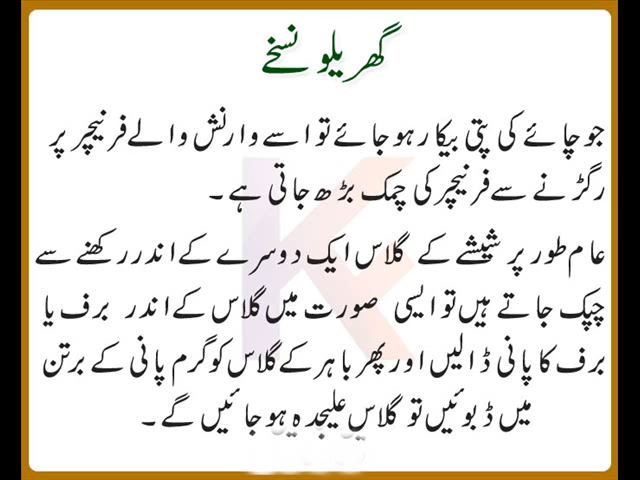 گھریلو نسخے
جو چائے کی پتی بیکار ہو جائے تو اسے وارنش والے فرنیچر پر
رگڑنے سے فرنیچر کی چمک بڑھ جاتی ہے۔
عام طور پر شیشے کے گلاس ایک دوسرے کے اندر رکھنے سے
چپک جاتے ہیں تو ایسی صورت میں گلاس کے اندر برف یا
برف کا پانی ڈالیں اور پھر باہر کے گلاس کو گرم پانی کے برتن
میں ڈبوئیں تو گلاس علیحدہ ہو جائیں گے۔